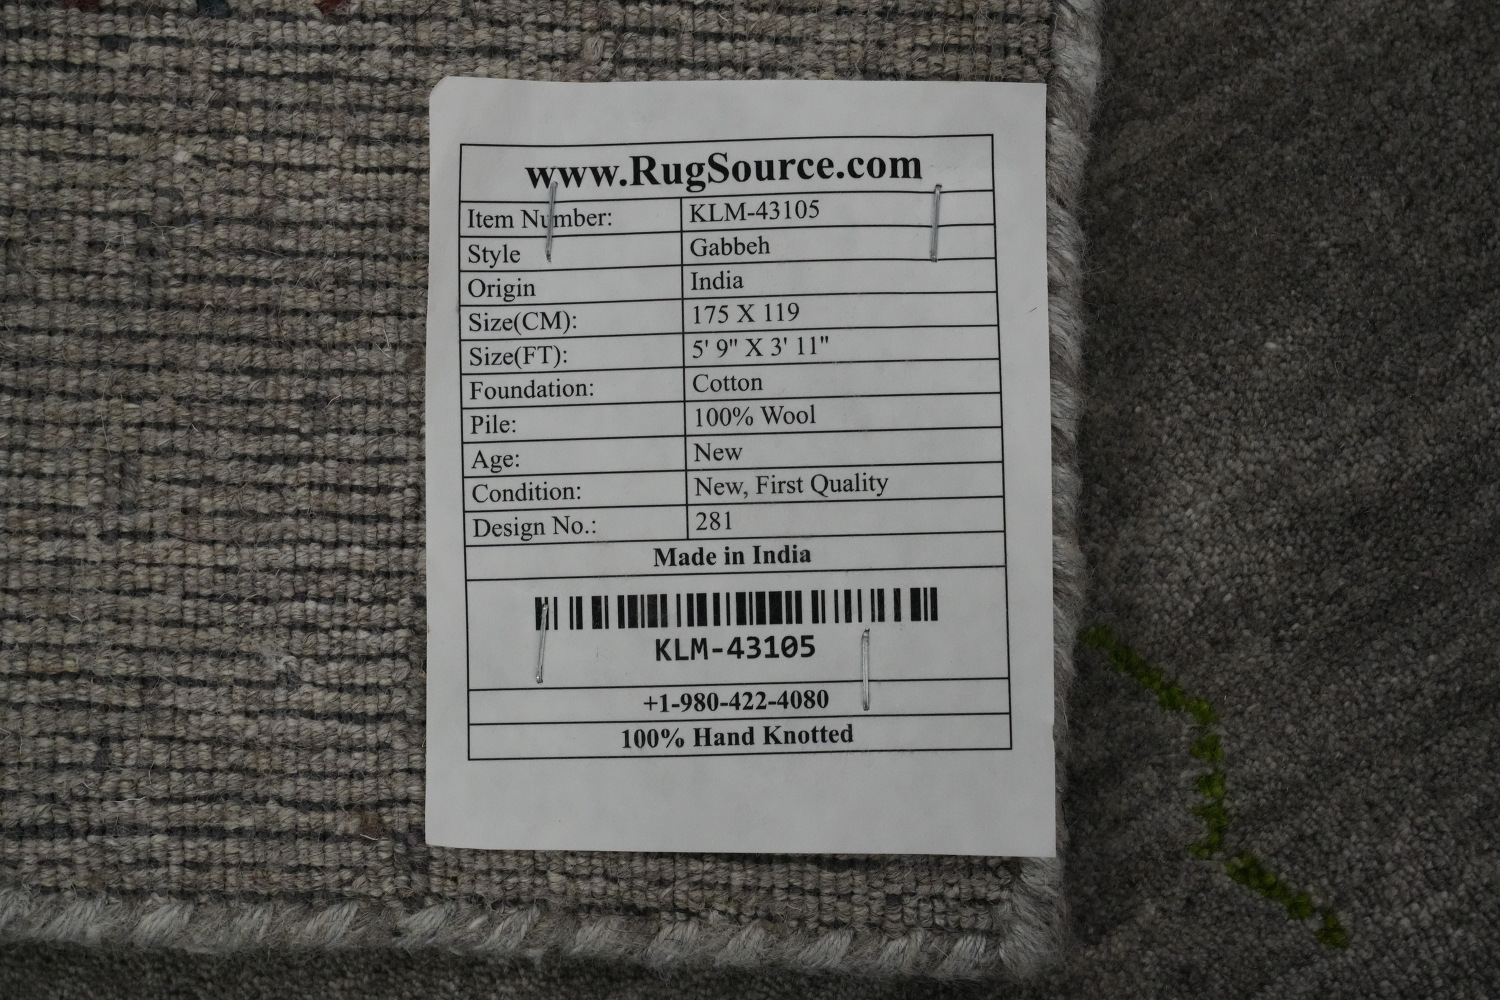 www.RugSource.com
Item Number: KLM-43105
Style Gabbeh
Origin India
Size(CM): 175 X 119
Size(FT): 5' 9" X 3' 11"
Foundation: Cotton
Pile: 100% Wool
Age: New
Condition: New, First Quality
Design No.: 281
Made in India
KLM-43105
+1-980-422-4080
100% Hand Knotted